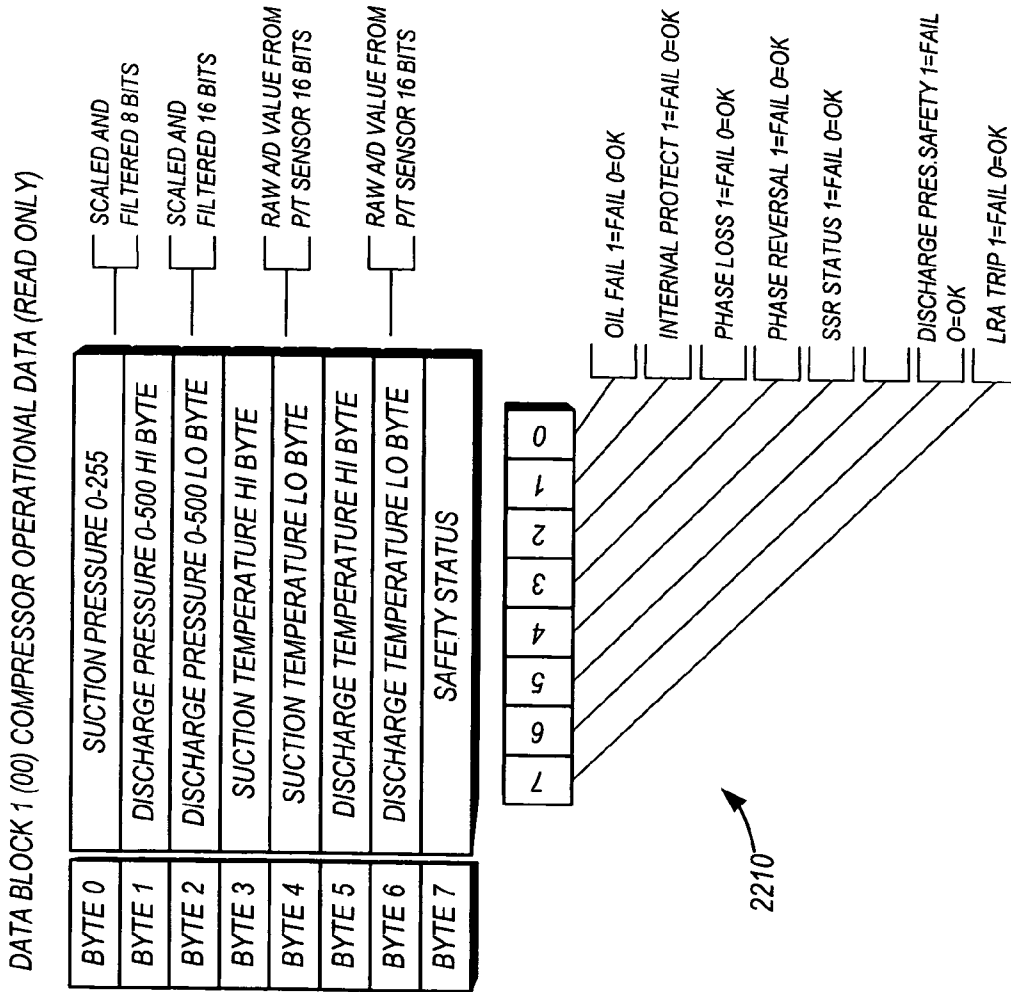 DATA BLOCK 1 (00) COMPRESSOR OPERATIONAL DATA (READ ONLY)
BYTE 0
SUCTION PRESSURE 0-255
SCALED AND
FILTERED 8 BITS
BYTE 1
DISCHARGE PRESSURE 0-500 HI BYTE
BYTE 2
DISCHARGE PRESSURE 0-500 LO BYTE
SCALED AND
FILTERED 16 BITS
BYTE 3
SUCTION TEMPERATURE HI BYTE
BYTE 4
SUCTION TEMPERATURE LO BYTE
RAW A/D VALUE FROM
P/T SENSOR 16 BITS
BYTE 5
DISCHARGE TEMPERATURE HI BYTE
BYTE 6
DISCHARGE TEMPERATURE LO BYTE
RAW A/D VALUE FROM
P/T SENSOR 16 BITS
BYTE 7
SAFETY STATUS
7 6 5 4 3 2 1 0
OIL FAIL 1=FAIL 0=OK
INTERNAL PROTECT 1=FAIL 0=OK
PHASE LOSS 1=FAIL 0=OK
PHASE REVERSAL 1=FAIL 0=OK
SSR STATUS 1=FAIL 0=OK
DISCHARGE PRES.SAFETY 1=FAIL
0=OK
LRA TRIP 1=FAIL 0=OK
2210